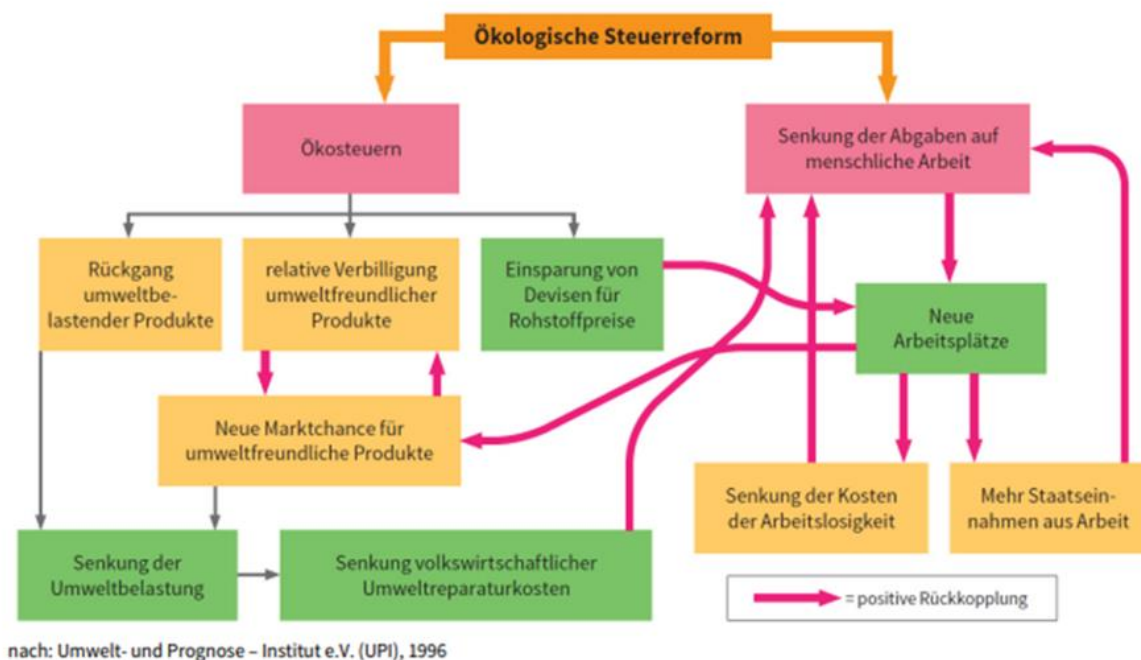 Ökologische Steuerreform
Ökosteuern
Senkung der Abgaben auf
menschliche Arbeit
Rückgang
umweltbe-
lastender Produkte
relative Verbilligung
umweltfreundlicher
Produkte
Einsparung von
Devisen für
Rohstoffpreise
Neue
Arbeitsplätze
Neue Marktchance für
umweltfreundliche Produkte
Senkung der Kosten
der Arbeitslosigkeit
Mehr Staatsein-
nahmen aus Arbeit
Senkung der
Umweltbelastung
Senkung volkswirtschaftlicher
Umweltreparaturkosten
= positive Rückkopplung
nach: Umwelt- und Prognose – Institut e.V. (UPI), 1996